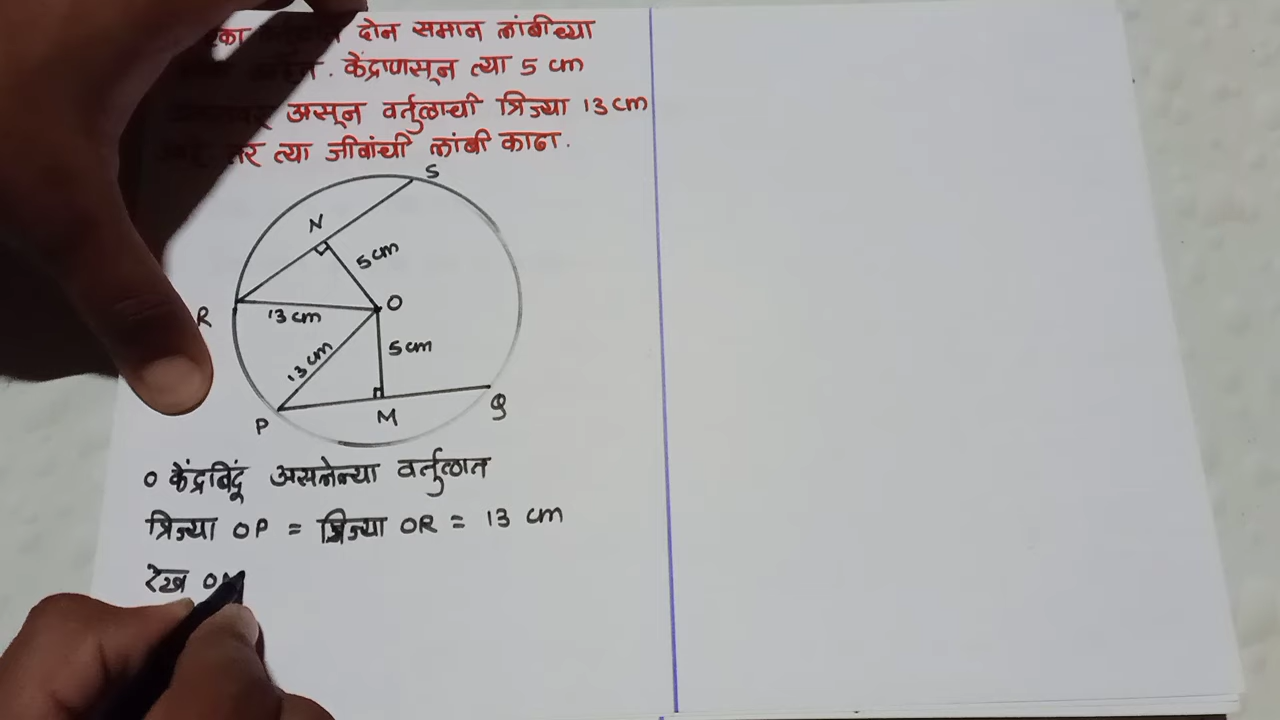 दोन समान लांबीच्या
केंद्रापासून त्या 5 cm
असून वर्तुळाची त्रिज्या 13 cm
तर त्या जीवांची लांबी काढा.
S
N
5 cm
O
R
13 cm
13 cm
5 cm
P
M
Q
O केंद्रबिंदू असलेल्या वर्तुळात
त्रिज्या OP = त्रिज्या OR = 13 cm
रेख